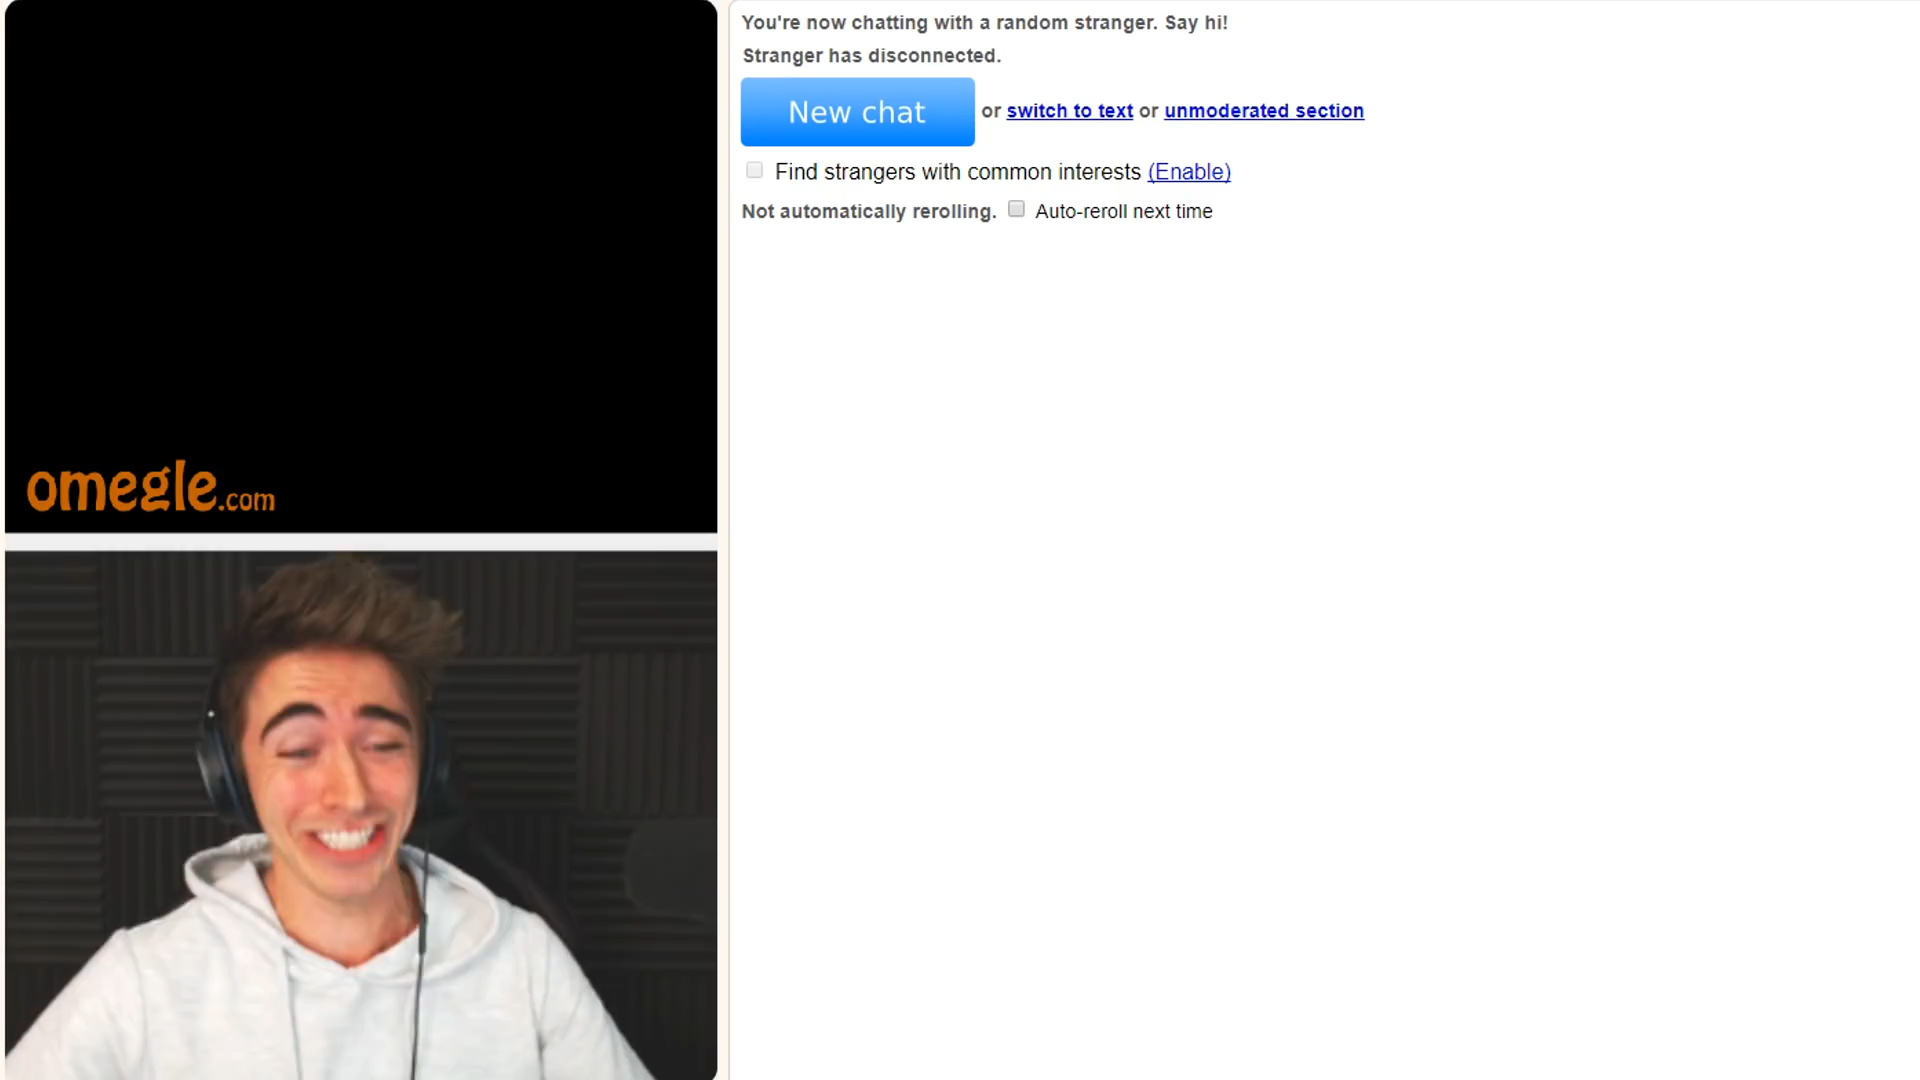 You're now chatting with a random stranger. Say hi!
Stranger has disconnected.
New chat or switch to text or unmoderated section
Find strangers with common interests (Enable)
Not automatically rerolling. Auto-reroll next time
omegle.com